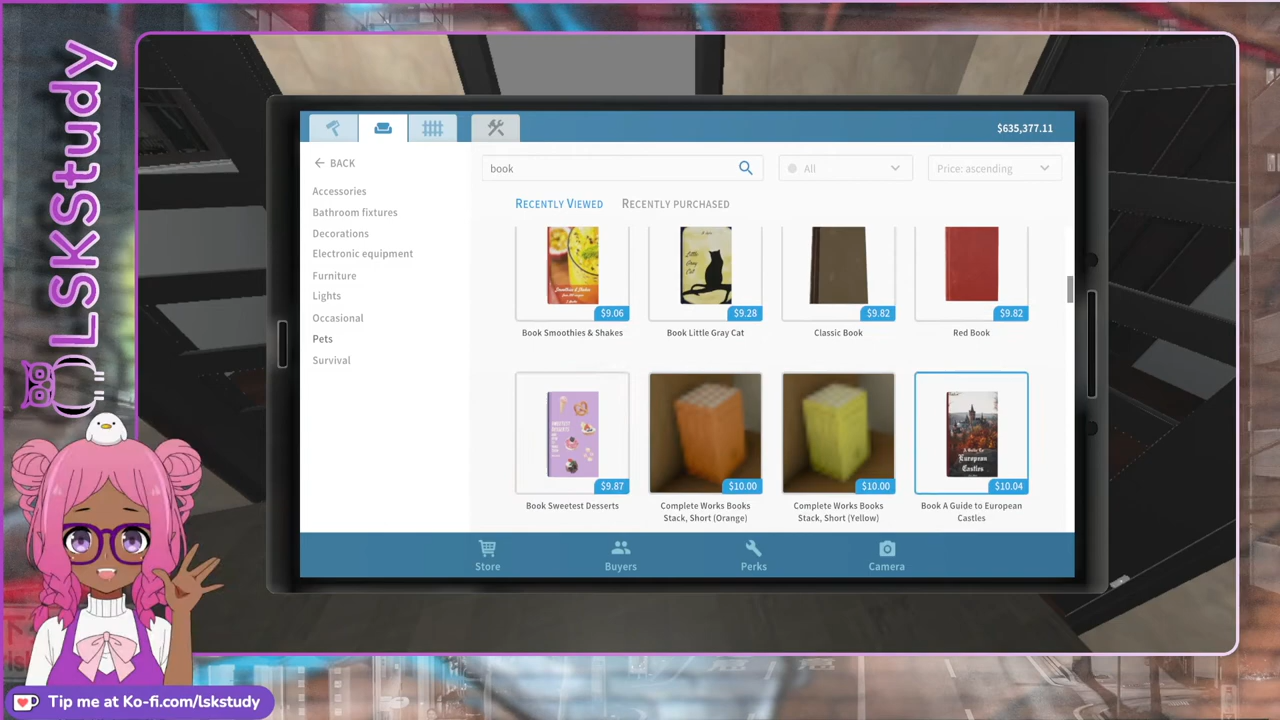 LSKStudy
$635,377.11
BACK
Accessories
Bathroom fixtures
Decorations
Electronic equipment
Furniture
Lights
Occasional
Pets
Survival
book
All
Price: ascending
RECENTLY VIEWED
RECENTLY PURCHASED
Little
Gray
Cat
$9.06
$9.28
$9.82
$9.82
Book Smoothies & Shakes
Book Little Gray Cat
Classic Book
Red Book
European
Castles
$9.87
$10.00
$10.00
$10.04
Book Sweetest Desserts
Complete Works Books
Stack, Short (Orange)
Complete Works Books
Stack, Short (Yellow)
Book A Guide to European
Castles
Store
Buyers
Perks
Camera
Tip me at Ko-fi.com/lskstudy